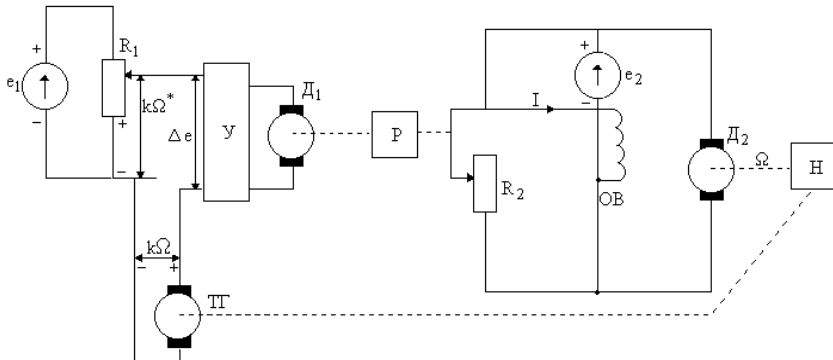 +
e₁
−
R₁
+
−
kΩ*
Δe
У
Д₁
P
I
+
−
e₂
R₂
ОВ
Д₂
Ω
Н
kΩ
−
+
ТГ